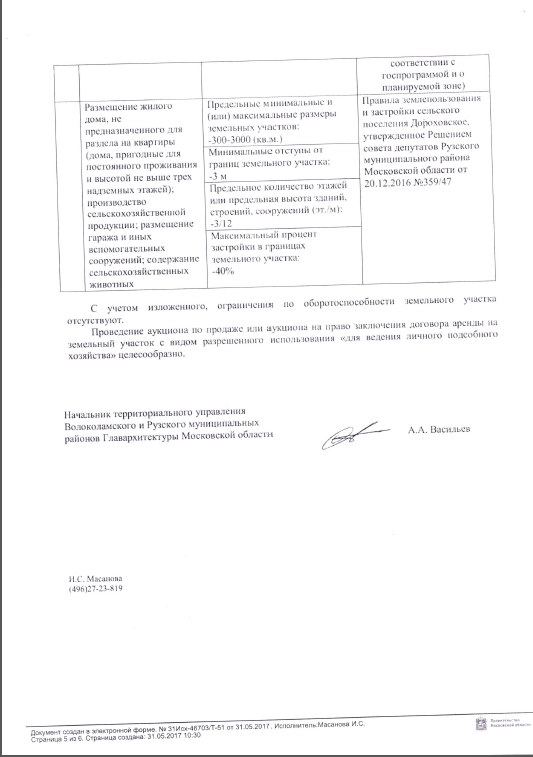 соответствии с
госпрограммой и о
планируемой зоне)
Размещение жилого
дома, не
предназначенного для
раздела на квартиры
(дома, пригодные для
постоянного проживания
и высотой не выше трех
надземных этажей);
производство
сельскохозяйственной
продукции; размещение
гаража и иных
вспомогательных
сооружений; содержание
сельскохозяйственных
животных
Предельные минимальные и
(или) максимальные размеры
земельных участков:
-300-3000 (кв.м.)
Минимальные отступы от
границ земельного участка:
-3 м
Предельное количество этажей
или предельная высота зданий,
строений, сооружений (эт./м):
-3/12
Максимальный процент
застройки в границах
земельного участка:
-40%
Правила землепользования
и застройки сельского
поселения Дороховское,
утвержденное Решением
совета депутатов Рузского
муниципального района
Московской области от
20.12.2016 №359/47
С учетом изложенного, ограничения по оборотоспособности земельного участка
отсутствуют.
Проведение аукциона по продаже или аукциона на право заключения договора аренды на
земельный участок с видом разрешенного использования «для ведения личного подсобного
хозяйства» целесообразно.
Начальник территориального управления
Волоколамского и Рузского муниципальных
районов Главархитектуры Московской области
А.А. Васильев
И.С. Масанова
(496)27-23-819
Документ создан в электронной форме. № 31Исх-46703/Т-51 от 31.05.2017. Исполнитель:Масанова И.С.
Страница 5 из 6. Страница создана: 31.05.2017 10:30
Правительство
Московской области